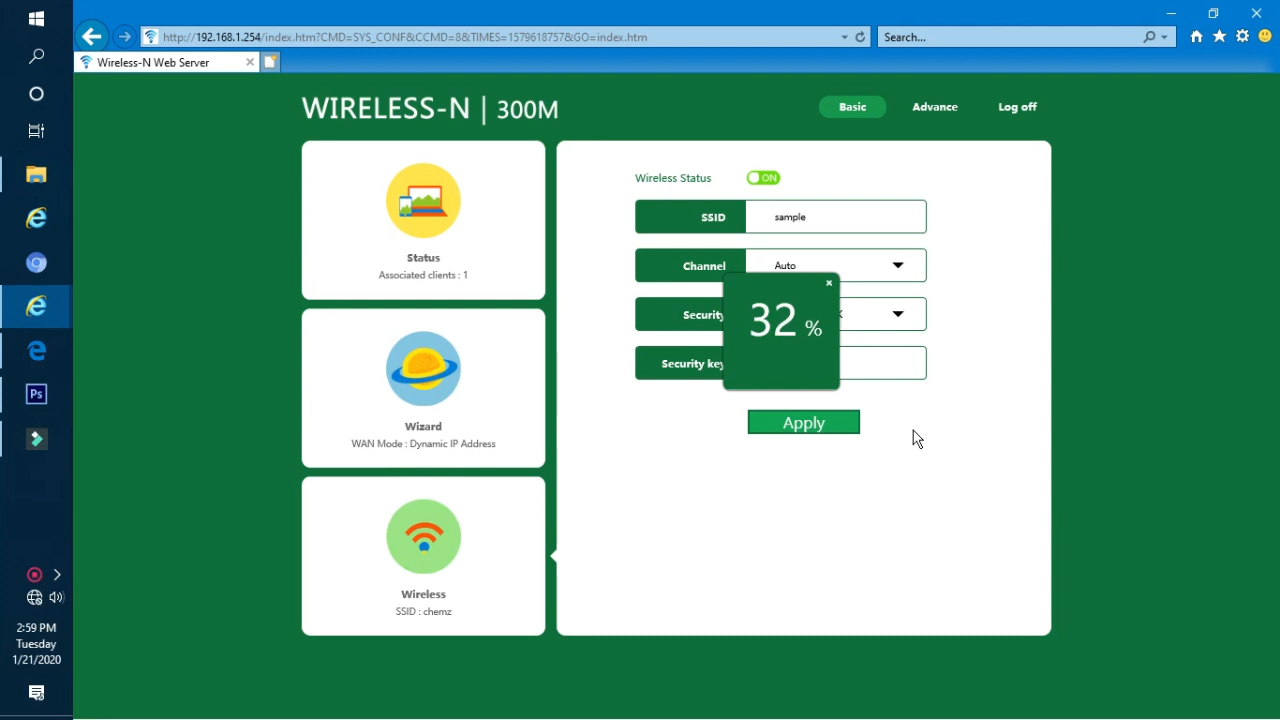 http://192.168.1.254/index.htm?CMD=SYS_CONF&CCMD=8&TIMES=1579618757&GO=index.htm
Search...
Wireless-N Web Server
WIRELESS-N | 300M
Basic
Advance
Log off
Status
Associated clients : 1
Wizard
WAN Mode : Dynamic IP Address
Wireless
SSID : chemz
Wireless Status
ON
SSID
sample
Channel
Auto
Security
32 %
Security key
Apply
Ps
2:59 PM
Tuesday
1/21/2020